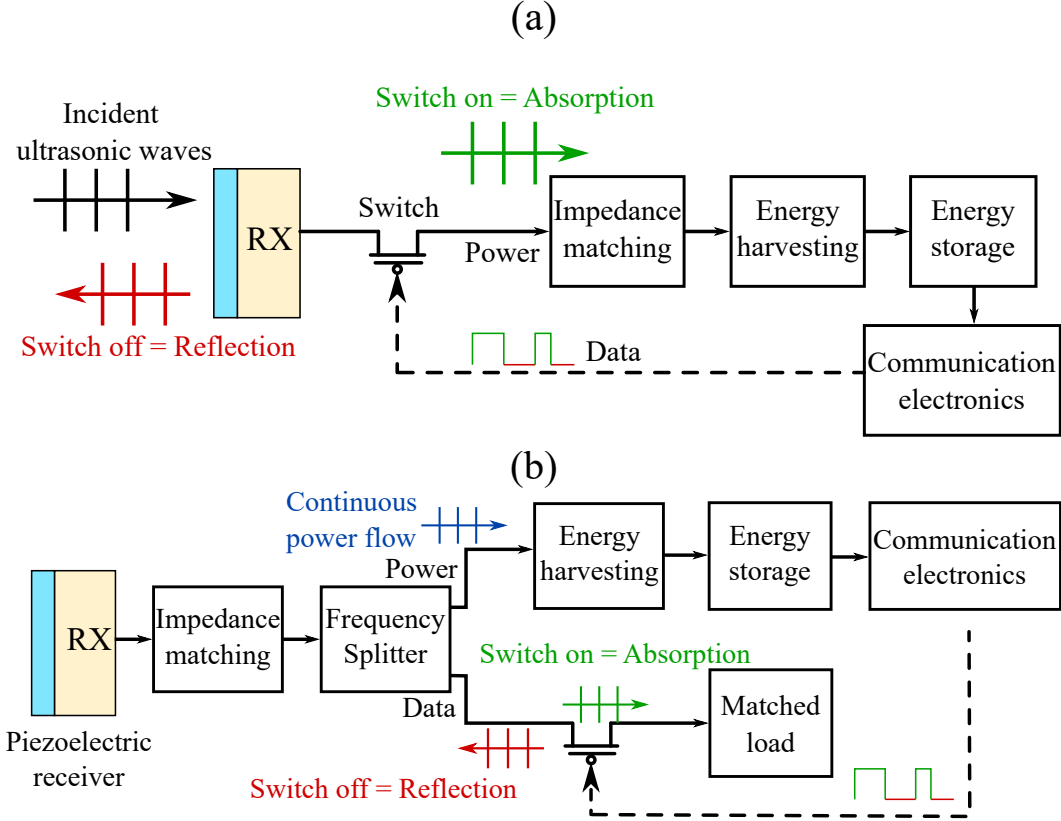 (a)
Switch on = Absorption
Incident
ultrasonic waves
RX
Switch
Power
Impedance
matching
Energy
harvesting
Energy
storage
Switch off = Reflection
Data
Communication
electronics
(b)
Continuous
power flow
Power
Energy
harvesting
Energy
storage
Communication
electronics
RX
Impedance
matching
Frequency
Splitter
Switch on = Absorption
Data
Matched
load
Piezoelectric
receiver
Switch off = Reflection